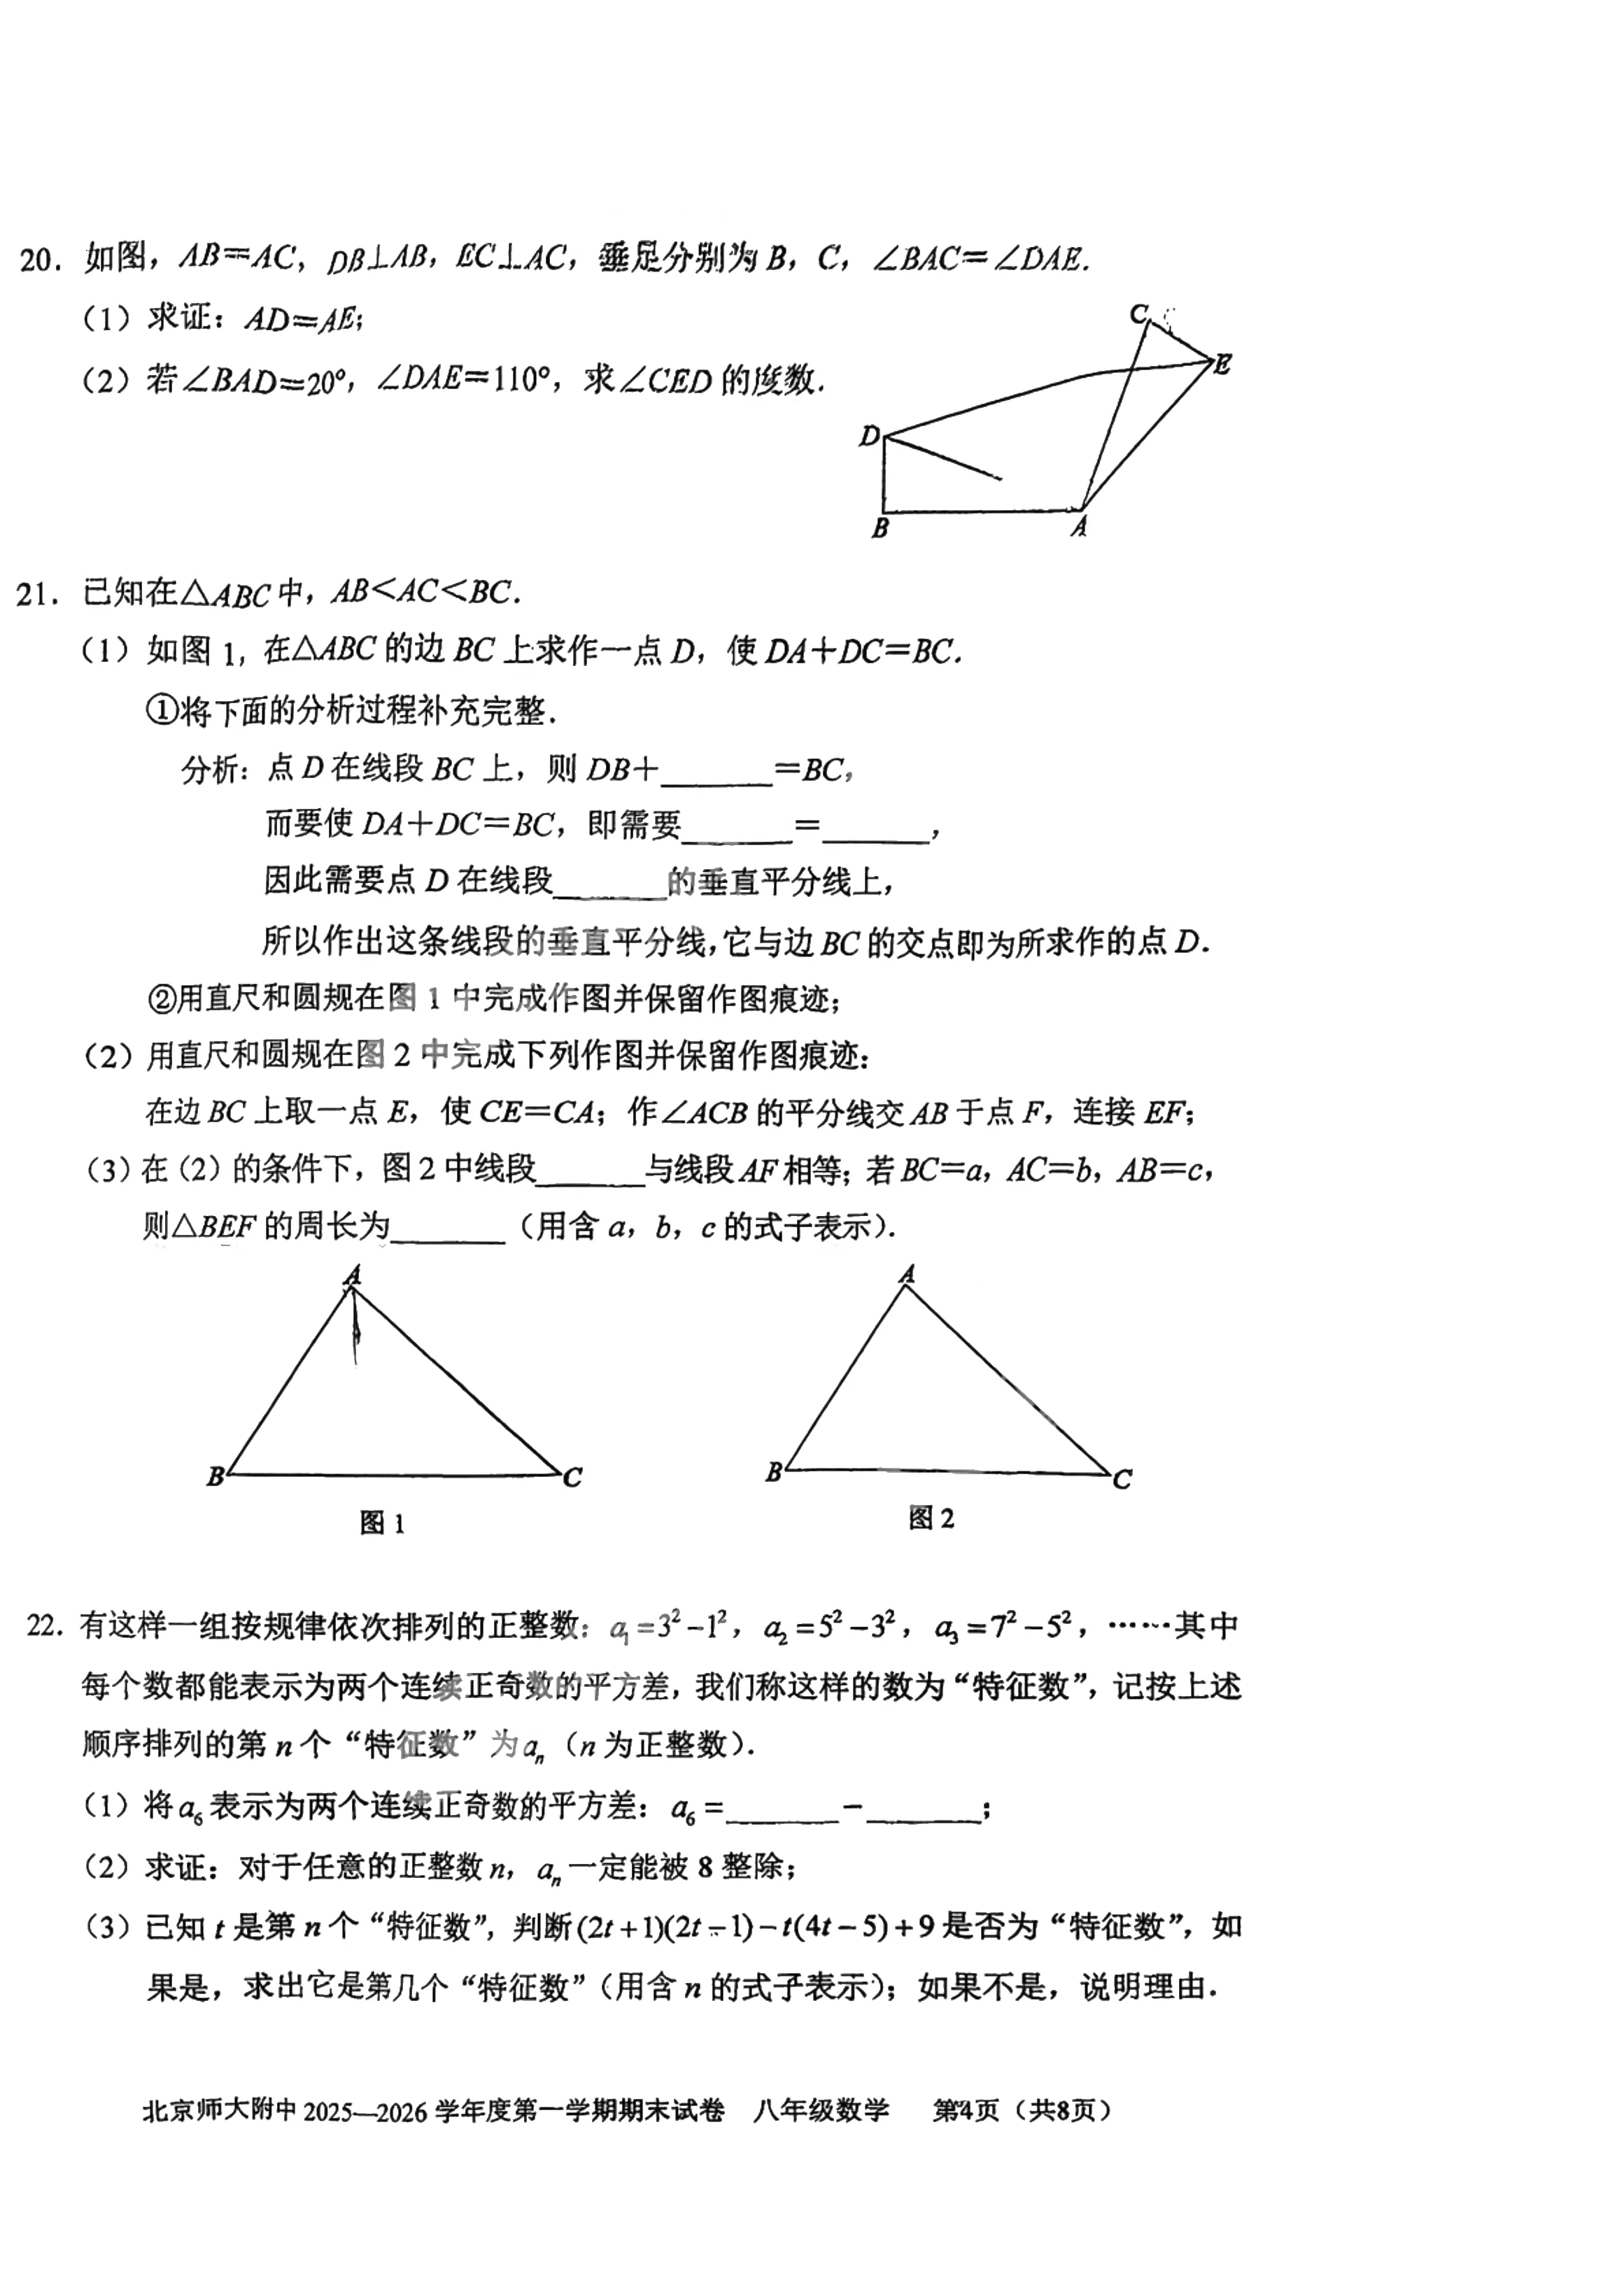 20. 如图，AB=AC，DB⊥AB，EC⊥AC，垂足分别为B，C，∠BAC=∠DAE.
（1）求证：AD=AE；
（2）若∠BAD=20°，∠DAE=110°，求∠CED的度数.
C
E
D
B
A
21. 已知在△ABC中，AB<AC<BC.
（1）如图1，在△ABC的边BC上求作一点D，使DA+DC=BC.
①将下面的分析过程补充完整.
分析：点D在线段BC上，则DB+______=BC，
而要使DA+DC=BC，即需要______=______，
因此需要点D在线段______的垂直平分线上，
所以作出这条线段的垂直平分线，它与边BC的交点即为所求作的点D.
②用直尺和圆规在图1中完成作图并保留作图痕迹；
（2）用直尺和圆规在图2中完成下列作图并保留作图痕迹：
在边BC上取一点E，使CE=CA；作∠ACB的平分线交AB于点F，连接EF；
（3）在（2）的条件下，图2中线段______与线段AF相等；若BC=a，AC=b，AB=c，
则△BEF的周长为______（用含a，b，c的式子表示）.
A
B
C
图1
A
B
C
图2
22. 有这样一组按规律依次排列的正整数：a₁=3²-1²，a₂=5²-3²，a₃=7²-5²，……其中
每个数都能表示为两个连续正奇数的平方差，我们称这样的数为“特征数”，记按上述
顺序排列的第n个“特征数”为aₙ（n为正整数）.
（1）将a₆表示为两个连续正奇数的平方差：a₆=______-______；
（2）求证：对于任意的正整数n，aₙ一定能被8整除；
（3）已知t是第n个“特征数”，判断(2t+1)(2t-1)-t(4t-5)+9是否为“特征数”，如
果是，求出它是第几个“特征数”（用含n的式子表示）；如果不是，说明理由.
北京师大附中2025—2026学年度第一学期期末试卷 八年级数学 第4页（共8页）